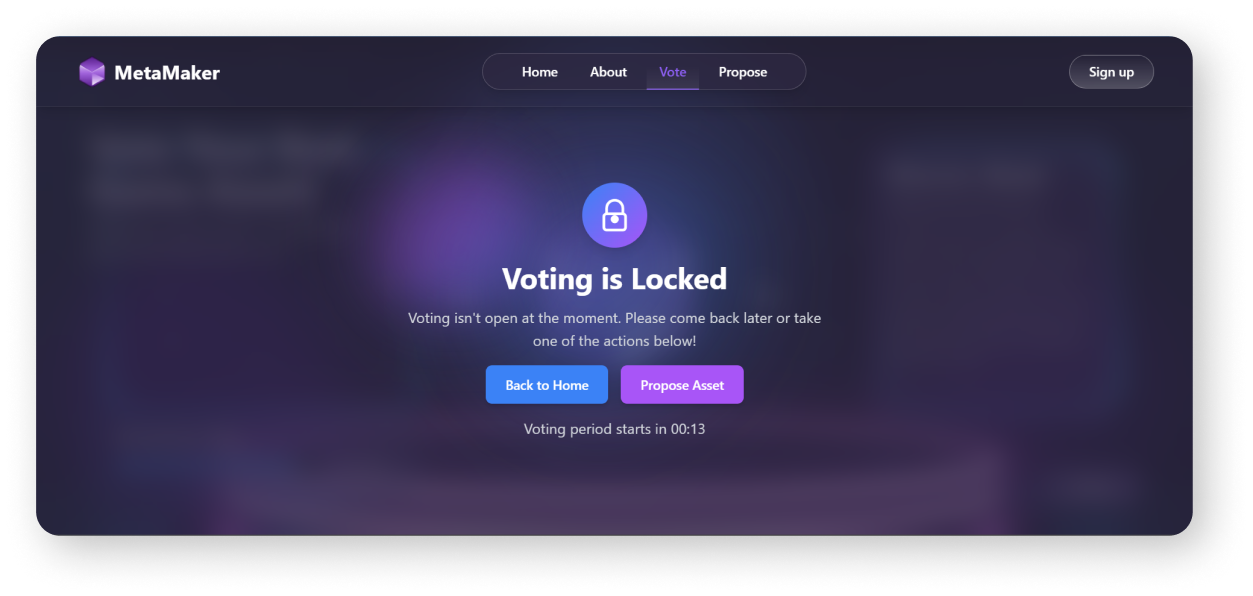 MetaMaker
Home
About
Vote
Propose
Sign up
Voting is Locked
Voting isn't open at the moment. Please come back later or take
one of the actions below!
Back to Home
Propose Asset
Voting period starts in 00:13